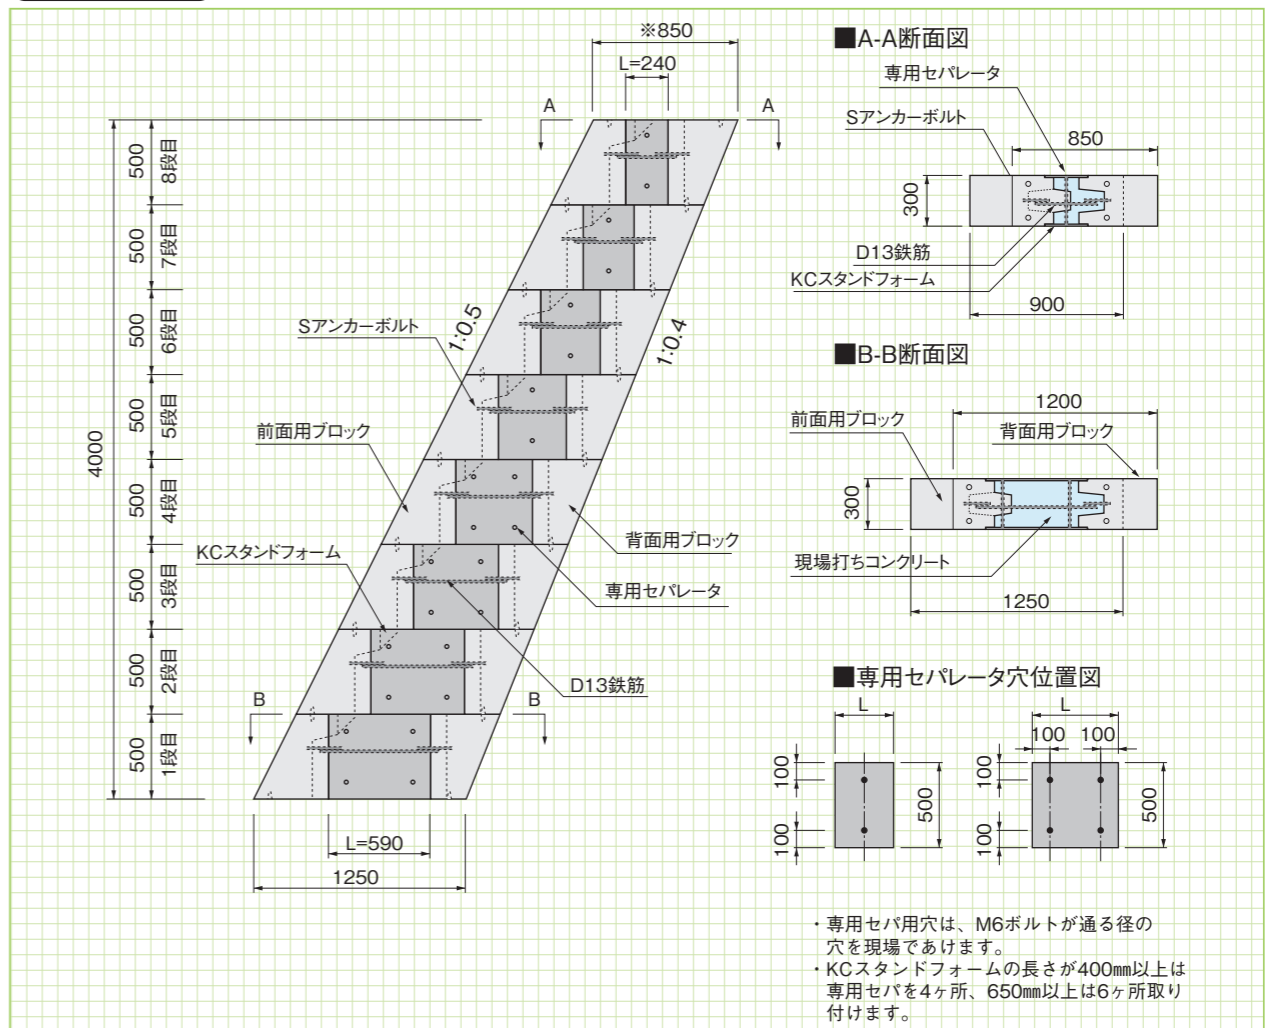 ※850
L=240
A
A
4000
500
8段目
500
7段目
500
6段目
500
5段目
500
4段目
500
3段目
500
2段目
500
1段目
1:0.5
1:0.4
Sアンカーボルト
前面用ブロック
KCスタンドフォーム
背面用ブロック
専用セパレータ
D13鉄筋
B
B
L=590
1250
■A-A断面図
専用セパレータ
Sアンカーボルト
850
300
D13鉄筋
KCスタンドフォーム
900
■B-B断面図
1200
前面用ブロック
背面用ブロック
300
現場打ちコンクリート
1250
■専用セパレータ穴位置図
L
100
100
500
L
100
100
100
100
500
・専用セパ用穴は、M6ボルトが通る径の
穴を現場であけます。
・KCスタンドフォームの長さが400㎜以上は
専用セパを4ヶ所、650㎜以上は6ヶ所取り
付けます。